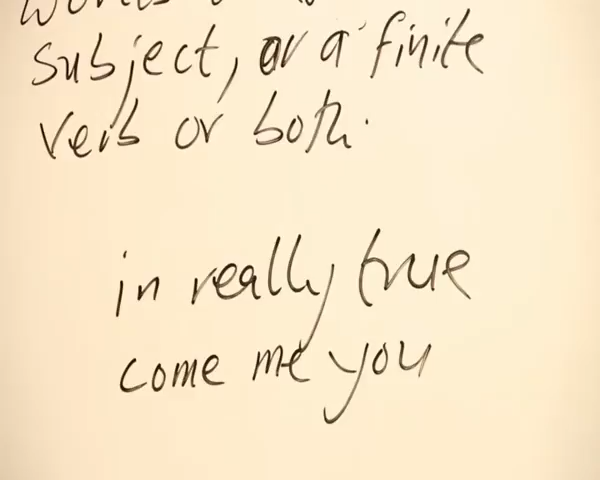 subject, or a finite
verb or both.
in really true
come me you